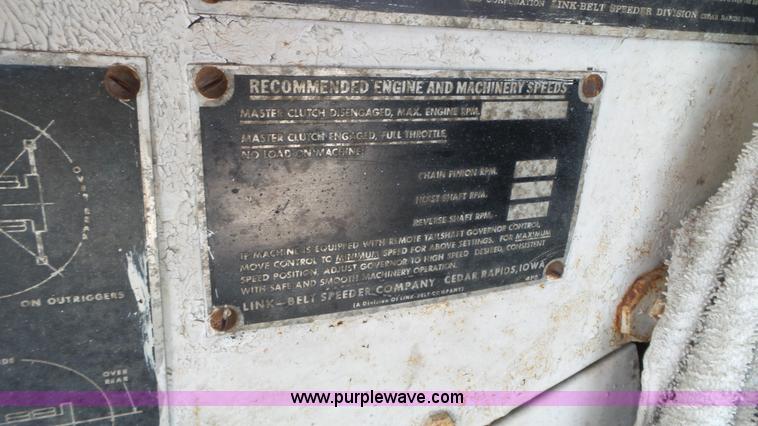 CORPORATION LINK-BELT SPEEDER DIVISION CEDAR RAPIDS, IOWA
RECOMMENDED ENGINE AND MACHINERY SPEEDS
MASTER CLUTCH DISENGAGED, MAX. ENGINE RPM.
MASTER CLUTCH ENGAGED, FULL THROTTLE,
NO LOAD ON MACHINE:
CHAIN PINION RPM.
HOIST SHAFT RPM.
REVERSE SHAFT RPM.
IF MACHINE IS EQUIPPED WITH REMOTE TAILSHAFT GOVERNOR CONTROL,
MOVE CONTROL TO MINIMUM SPEED FOR ABOVE SETTINGS. FOR MAXIMUM
SPEED POSITION, ADJUST GOVERNOR TO HIGH SPEED DESIRED, CONSISTENT
WITH SAFE AND SMOOTH MACHINERY OPERATION.
LINK-BELT SPEEDER COMPANY CEDAR RAPIDS, IOWA
(A Division Of LINK-BELT COMPANY)
OVER REAR
ON OUTRIGGERS
OVER
REAR
www.purplewave.com